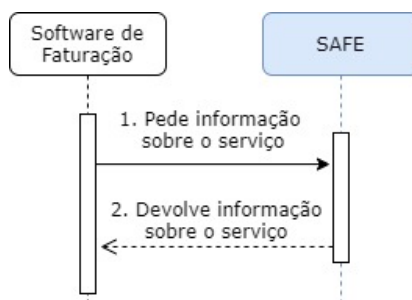 Software de
Faturação
SAFE
1. Pede informação
sobre o serviço
2. Devolve informação
sobre o serviço